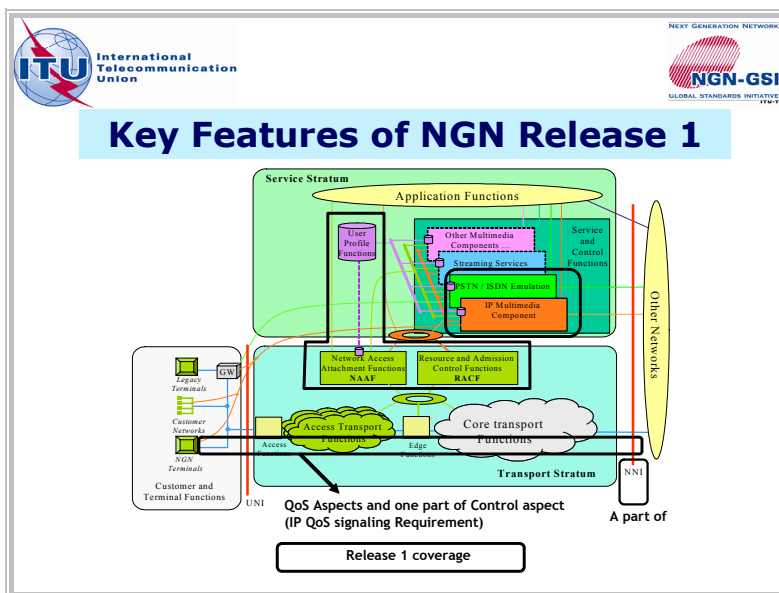 International
Telecommunication
Union
ITU
NEXT GENERATION NETWORK
NGN-GSI
GLOBAL STANDARDS INITIATIVE
ITU-T
Key Features of NGN Release 1
Service Stratum
Application Functions
User
Profile
Functions
Other Multimedia
Components ...
Streaming Services
PSTN / ISDN Emulation
IP Multimedia
Component
Service
and
Control
Functions
Other Networks
Network Access
Attachment Functions
NAAF
Resource and Admission
Control Functions
RACF
Legacy
Terminals
GW
Customer
Networks
NGN
Terminals
Customer and
Terminal Functions
UNI
Access
Functions
Access Transport
Functions
Edge
Functions
Core transport
Functions
Transport Stratum
NNI
QoS Aspects and one part of Control aspect
(IP QoS signaling Requirement)
A part of
Release 1 coverage